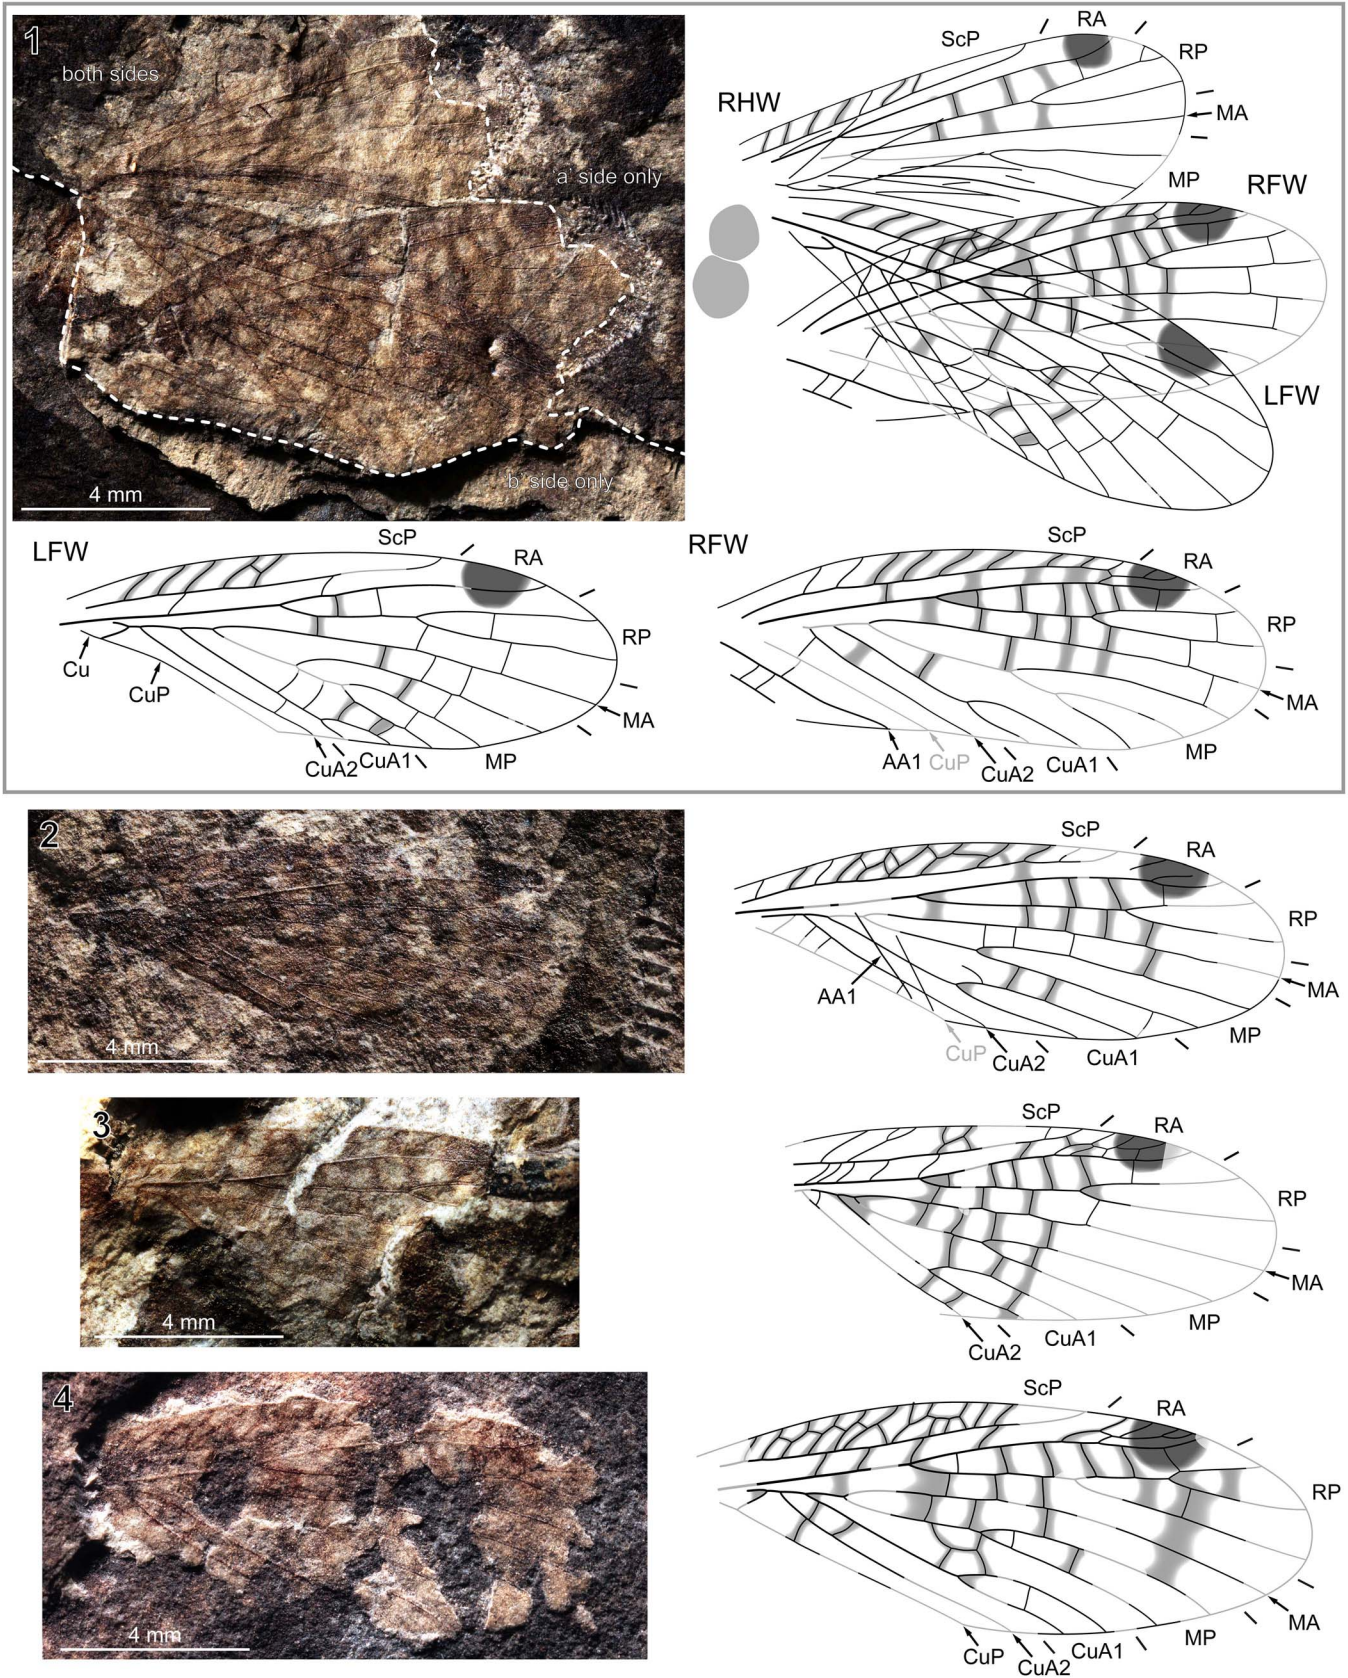 1
both sides
'a' side only
'b' side only
4 mm
RHW
ScP
RA
RP
MA
MP
RFW
LFW
LFW
ScP
RA
RP
MA
MP
CuA1
CuA2
CuP
Cu
RFW
ScP
RA
RP
MA
MP
CuA1
CuA2
CuP
AA1
2
4 mm
ScP
RA
RP
MA
MP
CuA1
CuA2
CuP
AA1
3
4 mm
ScP
RA
RP
MA
MP
CuA1
CuA2
4
4 mm
ScP
RA
RP
MA
MP
CuA1
CuA2
CuP